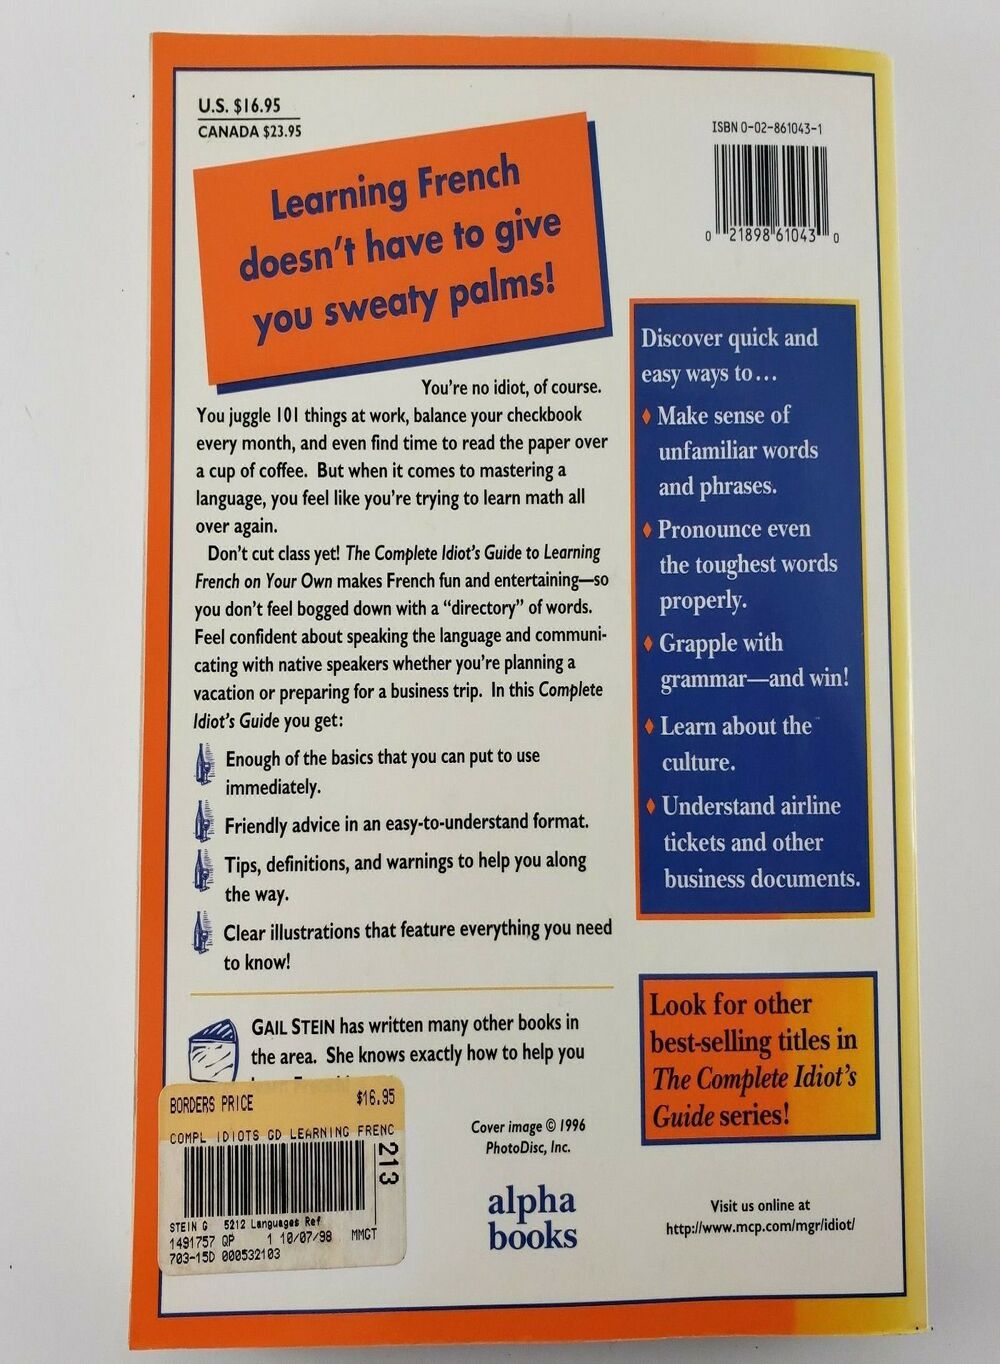 U.S. $16.95
CANADA $23.95
ISBN 0-02-861043-1
0 21898 61043 0
Learning French
doesn't have to give
you sweaty palms!
You're no idiot, of course.
You juggle 101 things at work, balance your checkbook
every month, and even find time to read the paper over
a cup of coffee. But when it comes to mastering a
language, you feel like you're trying to learn math all
over again.
Don't cut class yet! The Complete Idiot's Guide to Learning
French on Your Own makes French fun and entertaining—so
you don't feel bogged down with a “directory” of words.
Feel confident about speaking the language and communi-
cating with native speakers whether you're planning a
vacation or preparing for a business trip. In this Complete
Idiot's Guide you get:
Enough of the basics that you can put to use
immediately.
Friendly advice in an easy-to-understand format.
Tips, definitions, and warnings to help you along
the way.
Clear illustrations that feature everything you need
to know!
GAIL STEIN has written many other books in
the area. She knows exactly how to help you
Discover quick and
easy ways to...
♦ Make sense of
unfamiliar words
and phrases.
♦ Pronounce even
the toughest words
properly.
♦ Grapple with
grammar—and win!
♦ Learn about the
culture.
♦ Understand airline
tickets and other
business documents.
Look for other
best-selling titles in
The Complete Idiot's
Guide series!
BORDERS PRICE $16.95
COMPL IDIOTS GD LEARNING FRENC
213
STEIN G 5212 Languages Ref
1491757 QP 1 10/07/98 MMCT
703-15D 000532103
Cover image © 1996
PhotoDisc, Inc.
alpha
books
Visit us online at
http://www.mcp.com/mgr/idiot/